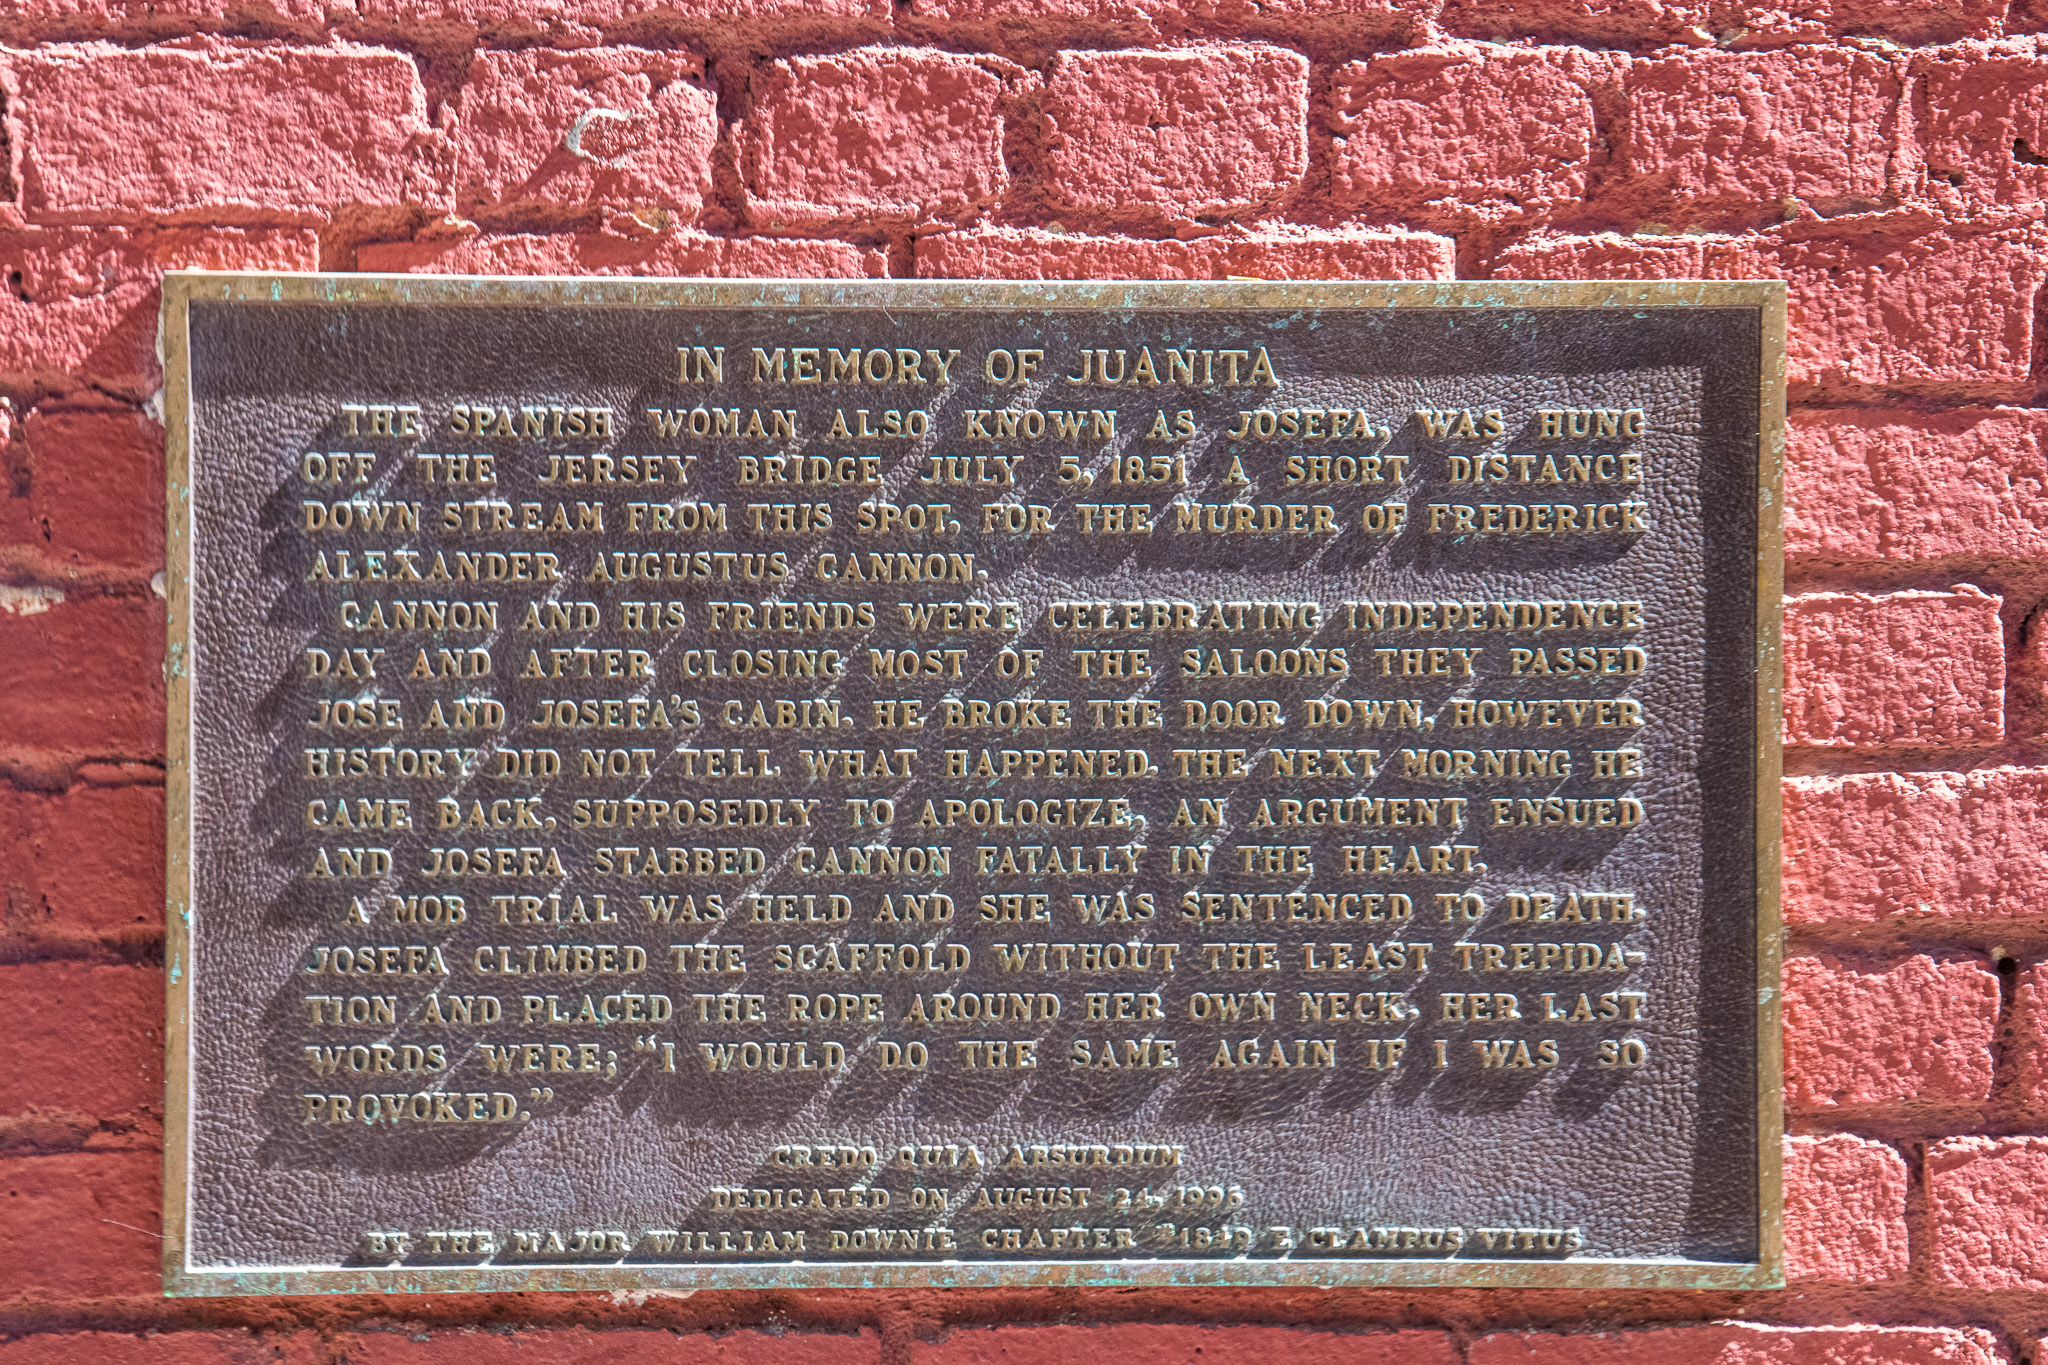 IN MEMORY OF JUANITA
THE SPANISH WOMAN ALSO KNOWN AS JOSEFA, WAS HUNG
OFF THE JERSEY BRIDGE JULY 5, 1851 A SHORT DISTANCE
DOWN STREAM FROM THIS SPOT, FOR THE MURDER OF FREDERICK
ALEXANDER AUGUSTUS CANNON.
CANNON AND HIS FRIENDS WERE CELEBRATING INDEPENDENCE
DAY AND AFTER CLOSING MOST OF THE SALOONS THEY PASSED
JOSE AND JOSEFA'S CABIN. HE BROKE THE DOOR DOWN. HOWEVER
HISTORY DID NOT TELL WHAT HAPPENED. THE NEXT MORNING HE
CAME BACK, SUPPOSEDLY TO APOLOGIZE. AN ARGUMENT ENSUED
AND JOSEFA STABBED CANNON FATALLY IN THE HEART.
A MOB TRIAL WAS HELD AND SHE WAS SENTENCED TO DEATH.
JOSEFA CLIMBED THE SCAFFOLD WITHOUT THE LEAST TREPIDA-
TION AND PLACED THE ROPE AROUND HER OWN NECK. HER LAST
WORDS WERE; "I WOULD DO THE SAME AGAIN IF I WAS SO
PROVOKED."
CREDO QUIA ABSURDUM
DEDICATED ON AUGUST 24, 1996
BY THE MAJOR WILLIAM DOWNIE CHAPTER #1849 E CLAMPUS VITUS